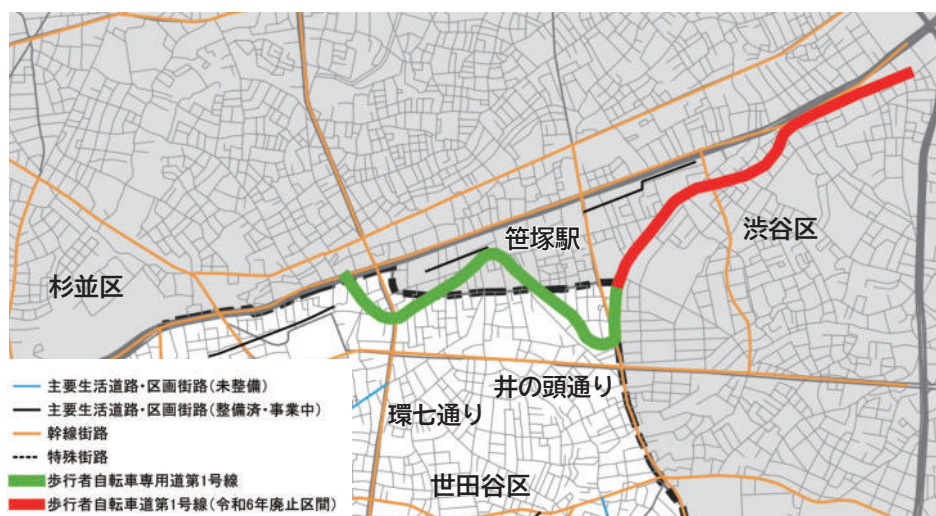 笹塚駅
渋谷区
杉並区
井の頭通り
環七通り
世田谷区
主要生活道路・区画街路(未整備)
主要生活道路・区画街路(整備済・事業中)
幹線街路
特殊街路
歩行者自転車専用道第1号線
歩行者自転車道第1号線(令和6年廃止区間)